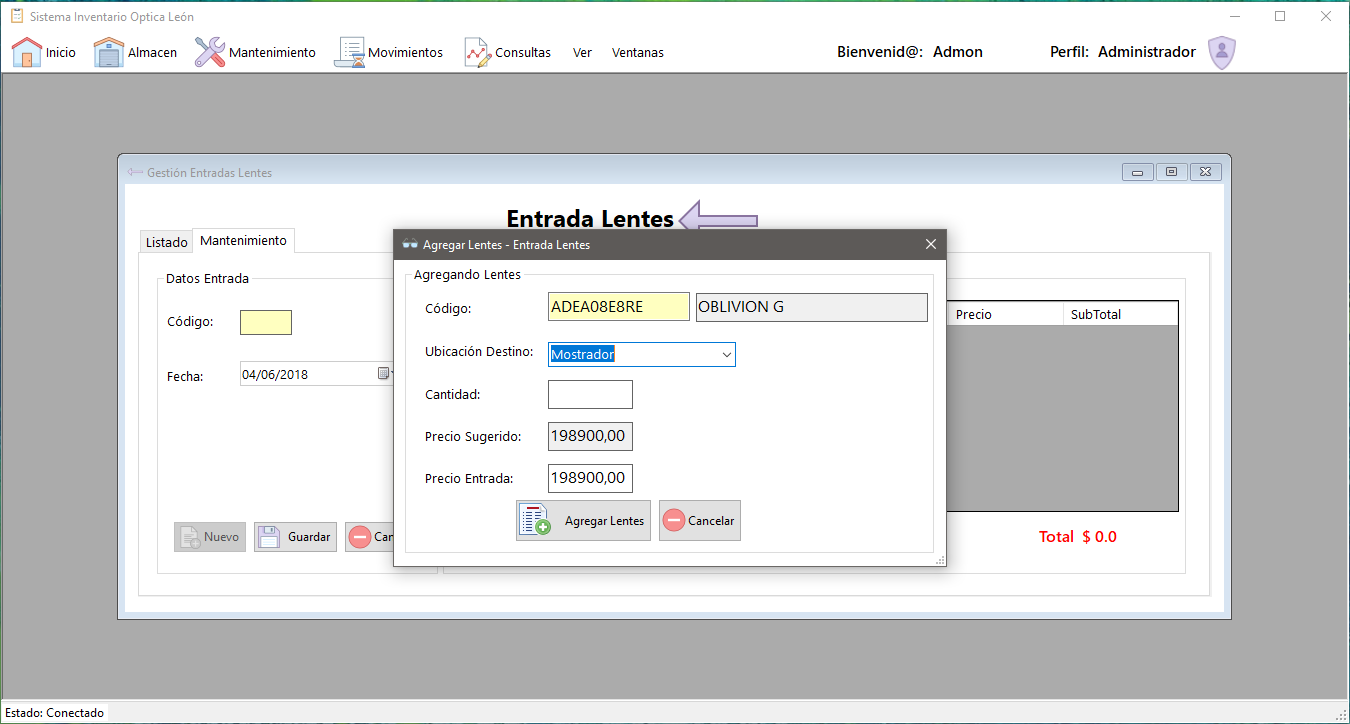 Sistema Inventario Optica León
Inicio Almacen Mantenimiento Movimientos Consultas Ver Ventanas Bienvenid@: Admon Perfil: Administrador
Gestión Entradas Lentes
Entrada Lentes
Listado Mantenimiento
Datos Entrada
Código:
Fecha: 04/06/2018
Nuevo Guardar Can
Agregar Lentes - Entrada Lentes
Agregando Lentes
Código: ADEA08E8RE OBLIVION G
Ubicación Destino: Mostrador
Cantidad:
Precio Sugerido: 198900,00
Precio Entrada: 198900,00
Agregar Lentes Cancelar
Precio SubTotal
Total $ 0.0
Estado: Conectado